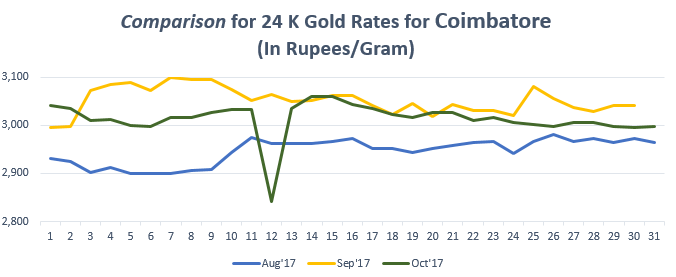 Comparison for 24 K Gold Rates for Coimbatore
(In Rupees/Gram)
3,100
3,000
2,900
2,800
1 2 3 4 5 6 7 8 9 10 11 12 13 14 15 16 17 18 19 20 21 22 23 24 25 26 27 28 29 30 31
Aug'17 Sep'17 Oct'17